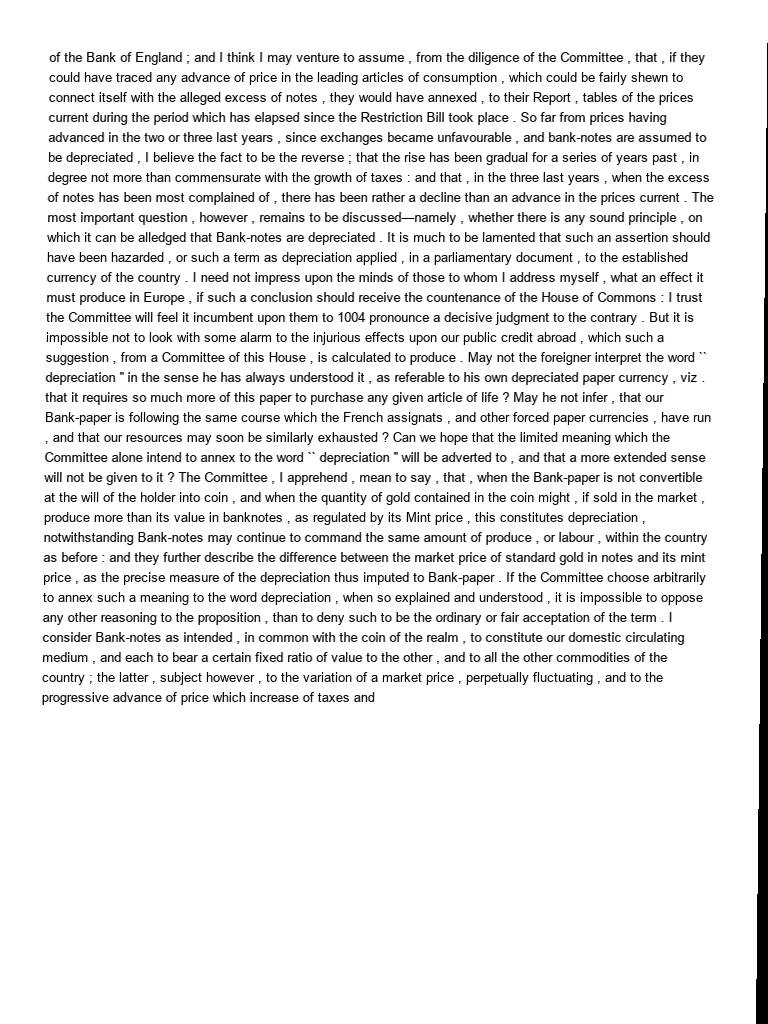 of the Bank of England ; and I think I may venture to assume , from the diligence of the Committee , that , if they
could have traced any advance of price in the leading articles of consumption , which could be fairly shewn to
connect itself with the alleged excess of notes , they would have annexed , to their Report , tables of the prices
current during the period which has elapsed since the Restriction Bill took place . So far from prices having
advanced in the two or three last years , since exchanges became unfavourable , and bank-notes are assumed to
be depreciated , I believe the fact to be the reverse ; that the rise has been gradual for a series of years past , in
degree not more than commensurate with the growth of taxes : and that , in the three last years , when the excess
of notes has been most complained of , there has been rather a decline than an advance in the prices current . The
most important question , however , remains to be discussed—namely , whether there is any sound principle , on
which it can be alledged that Bank-notes are depreciated . It is much to be lamented that such an assertion should
have been hazarded , or such a term as depreciation applied , in a parliamentary document , to the established
currency of the country . I need not impress upon the minds of those to whom I address myself , what an effect it
must produce in Europe , if such a conclusion should receive the countenance of the House of Commons : I trust
the Committee will feel it incumbent upon them to 1004 pronounce a decisive judgment to the contrary . But it is
impossible not to look with some alarm to the injurious effects upon our public credit abroad , which such a
suggestion , from a Committee of this House , is calculated to produce . May not the foreigner interpret the word ``
depreciation '' in the sense he has always understood it , as referable to his own depreciated paper currency , viz .
that it requires so much more of this paper to purchase any given article of life ? May he not infer , that our
Bank-paper is following the same course which the French assignats , and other forced paper currencies , have run
, and that our resources may soon be similarly exhausted ? Can we hope that the limited meaning which the
Committee alone intend to annex to the word `` depreciation '' will be adverted to , and that a more extended sense
will not be given to it ? The Committee , I apprehend , mean to say , that , when the Bank-paper is not convertible
at the will of the holder into coin , and when the quantity of gold contained in the coin might , if sold in the market ,
produce more than its value in banknotes , as regulated by its Mint price , this constitutes depreciation ,
notwithstanding Bank-notes may continue to command the same amount of produce , or labour , within the country
as before : and they further describe the difference between the market price of standard gold in notes and its mint
price , as the precise measure of the depreciation thus imputed to Bank-paper . If the Committee choose arbitrarily
to annex such a meaning to the word depreciation , when so explained and understood , it is impossible to oppose
any other reasoning to the proposition , than to deny such to be the ordinary or fair acceptation of the term . I
consider Bank-notes as intended , in common with the coin of the realm , to constitute our domestic circulating
medium , and each to bear a certain fixed ratio of value to the other , and to all the other commodities of the
country ; the latter , subject however , to the variation of a market price , perpetually fluctuating , and to the
progressive advance of price which increase of taxes and